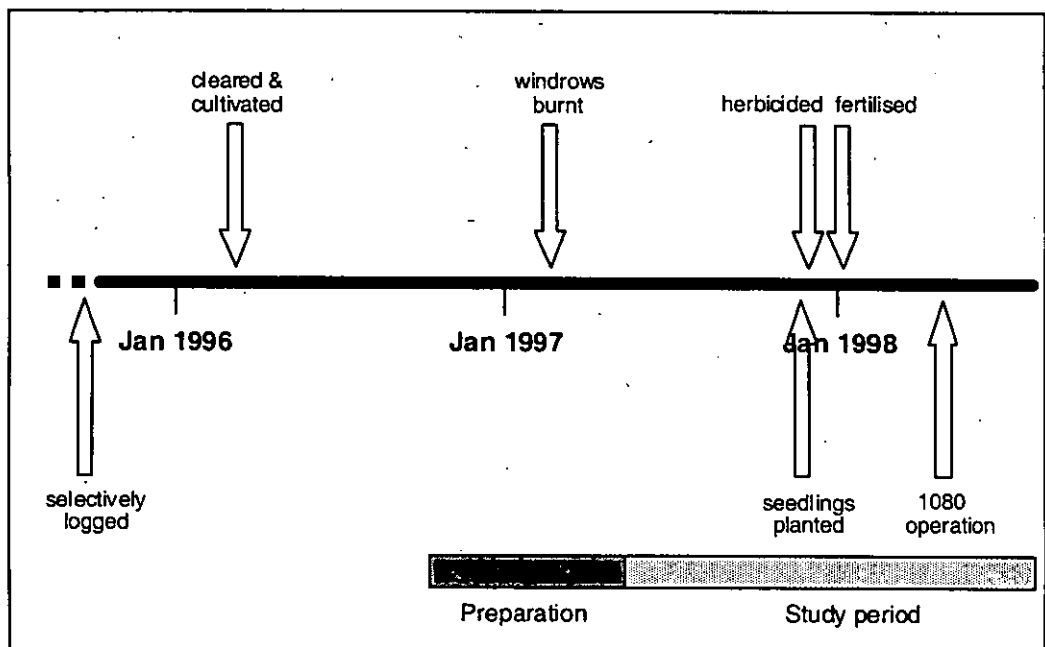 cleared &
cultivated
windrows
burnt
herbicided fertilised
Jan 1996
Jan 1997
Jan 1998
selectively
logged
seedlings
planted
1080
operation
Preparation
Study period